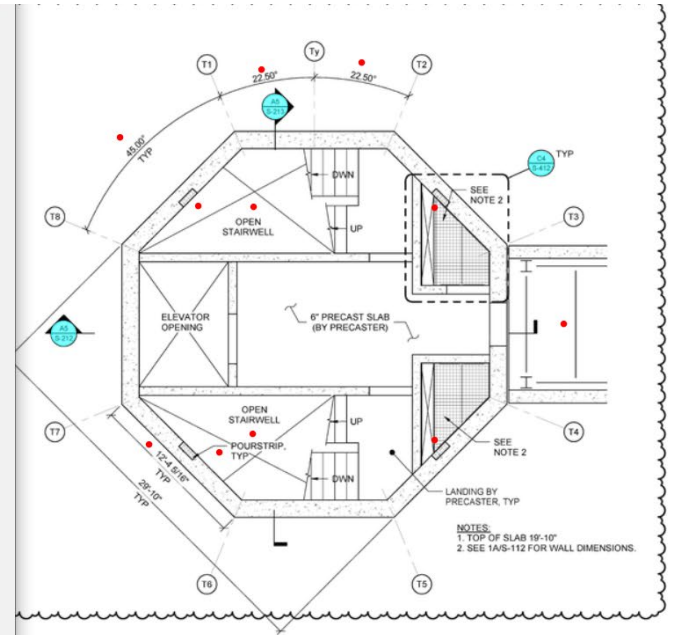 T1
Ty
T2
22.50°
22.50°
A5
S-213
45.00°
TYP
C4
S-412
TYP
DWN
SEE
NOTE 2
T8
OPEN
STAIRWELL
UP
T3
ELEVATOR
OPENING
6" PRECAST SLAB
(BY PRECASTER)
A5
S-212
OPEN
STAIRWELL
UP
T7
T4
POURSTRIP,
TYP
SEE
NOTE 2
12'-4 5/16"
TYP
DWN
29'-10"
TYP
LANDING BY
PRECASTER, TYP
NOTES:
1. TOP OF SLAB 19'-10"
2. SEE 1A/S-112 FOR WALL DIMENSIONS.
T6
T5